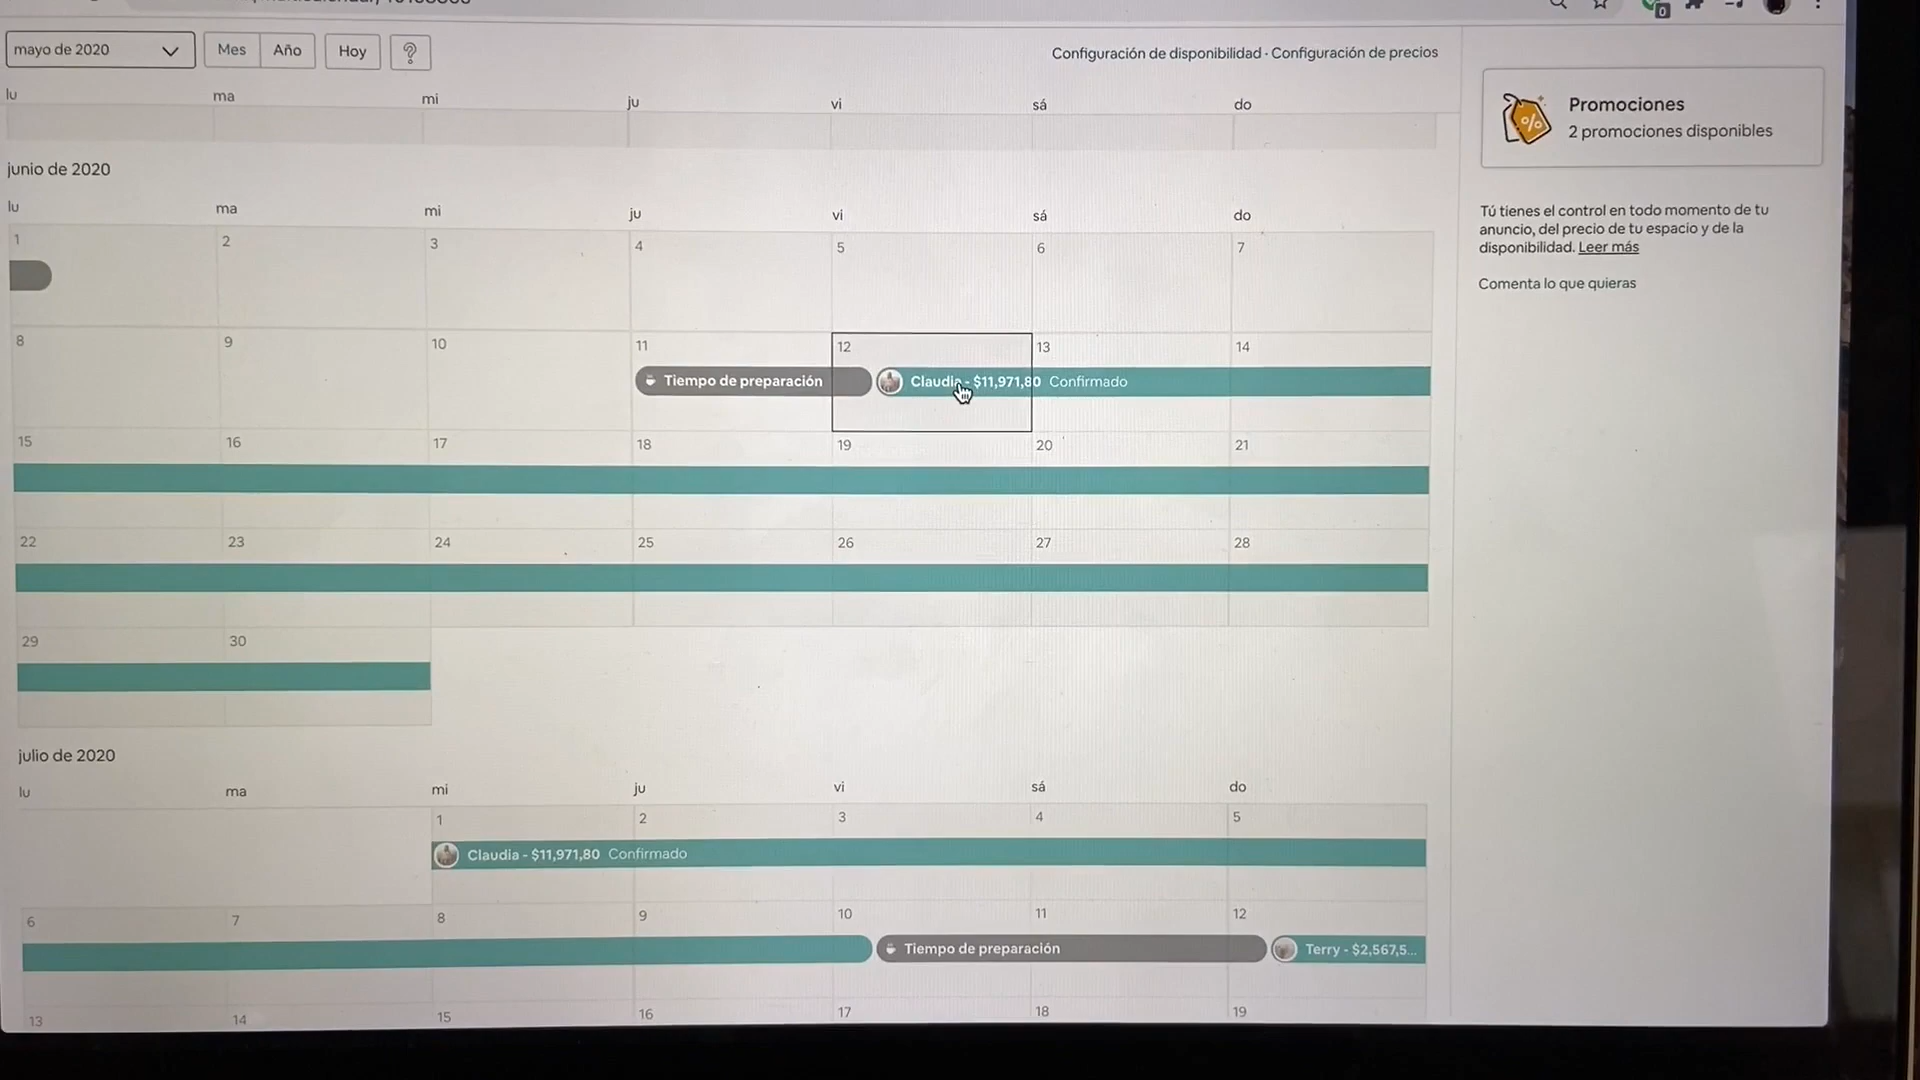 mayo de 2020
Mes Año Hoy ?
Configuración de disponibilidad · Configuración de precios
lu ma mi ju vi sá do
junio de 2020
lu ma mi ju vi sá do
1 2 3 4 5 6 7
8 9 10 11 12 13 14
Tiempo de preparación Claudia - $11,971,80 Confirmado
15 16 17 18 19 20 21
22 23 24 25 26 27 28
29 30
julio de 2020
lu ma mi ju vi sá do
1 2 3 4 5
Claudia - $11,971,80 Confirmado
6 7 8 9 10 11 12
Tiempo de preparación Terry - $2,567,5...
13 14 15 16 17 18 19
Promociones
2 promociones disponibles
Tú tienes el control en todo momento de tu
anuncio, del precio de tu espacio y de la
disponibilidad. Leer más
Comenta lo que quieras
0